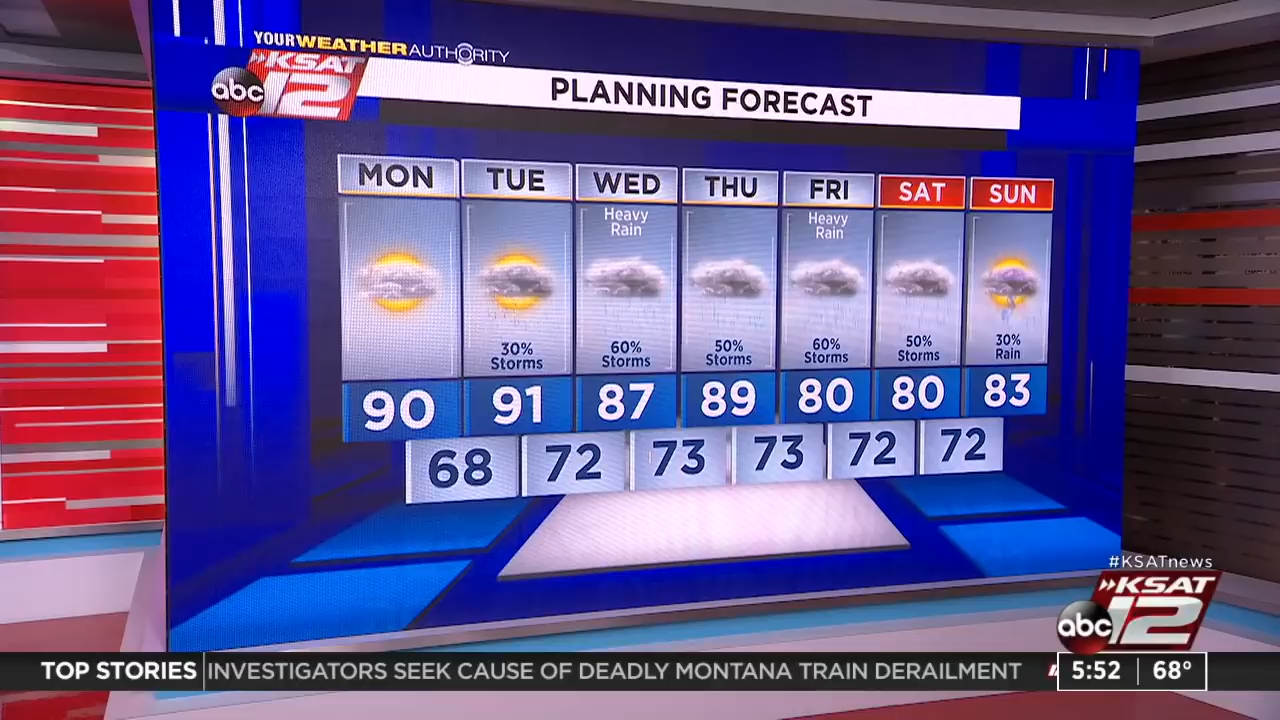 YOUR WEATHER AUTHORITY
KSAT
abc 12
PLANNING FORECAST
MON TUE WED THU FRI SAT SUN
Heavy Rain Heavy Rain
30% Storms 60% Storms 50% Storms 60% Storms 50% Storms 30% Rain
90 91 87 89 80 80 83
68 72 73 73 72 72
#KSATnews
KSAT
abc 12
TOP STORIES INVESTIGATORS SEEK CAUSE OF DEADLY MONTANA TRAIN DERAILMENT 5:52 68°